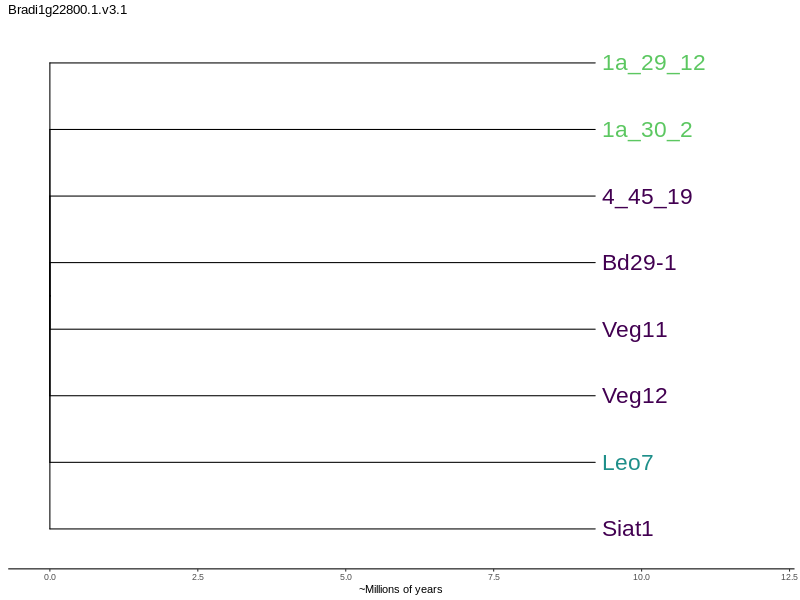 Bradi1g22800.1.v3.1
1a_29_12
1a_30_2
4_45_19
Bd29-1
Veg11
Veg12
Leo7
Siat1
0.0 2.5 5.0 7.5 10.0 12.5
~Millions of years